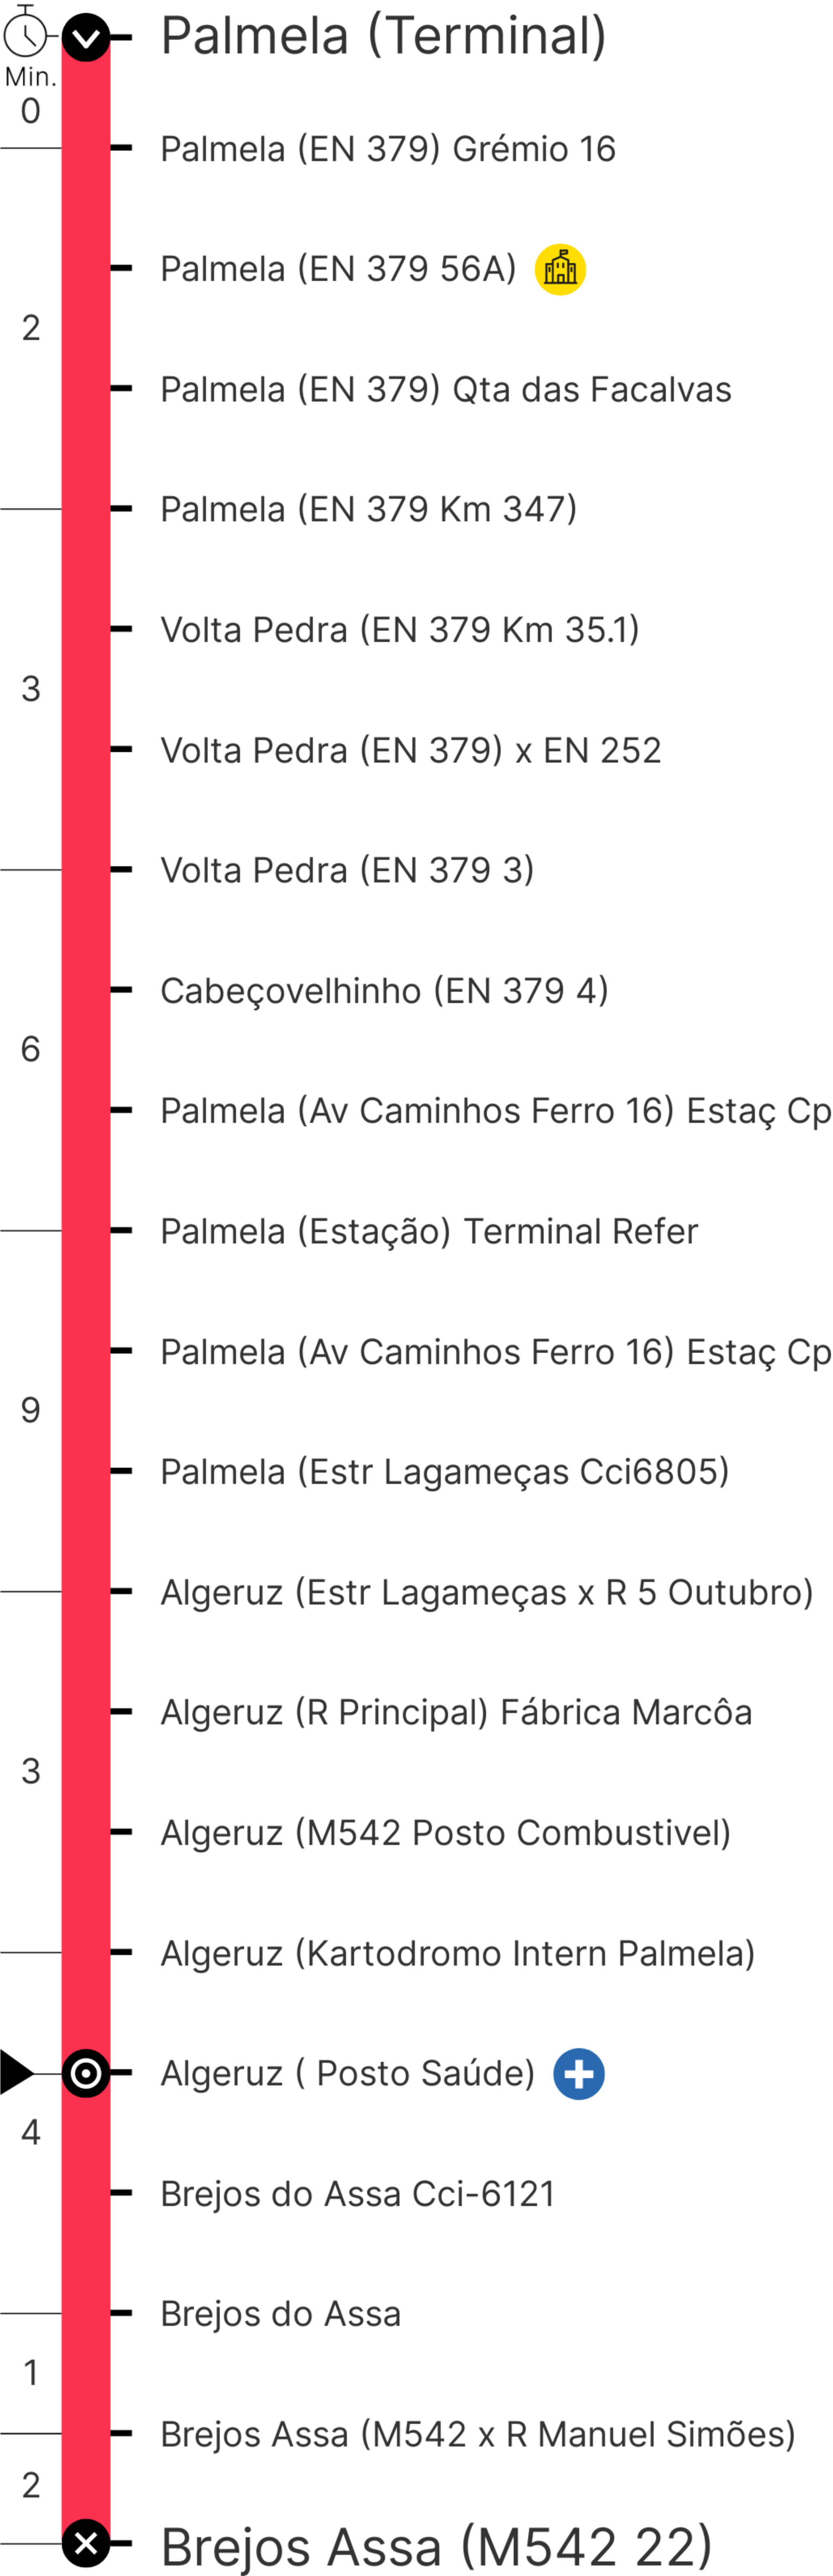 Palmela (Terminal)
Min.
0
Palmela (EN 379) Grémio 16
Palmela (EN 379 56A)
2
Palmela (EN 379) Qta das Facalvas
Palmela (EN 379 Km 347)
Volta Pedra (EN 379 Km 35.1)
3
Volta Pedra (EN 379) x EN 252
Volta Pedra (EN 379 3)
Cabeçovelhinho (EN 379 4)
6
Palmela (Av Caminhos Ferro 16) Estaç Cp
Palmela (Estação) Terminal Refer
Palmela (Av Caminhos Ferro 16) Estaç Cp
9
Palmela (Estr Lagameças Cci6805)
Algeruz (Estr Lagameças x R 5 Outubro)
Algeruz (R Principal) Fábrica Marcôa
3
Algeruz (M542 Posto Combustivel)
Algeruz (Kartodromo Intern Palmela)
Algeruz ( Posto Saúde)
4
Brejos do Assa Cci-6121
Brejos do Assa
1
Brejos Assa (M542 x R Manuel Simões)
2
Brejos Assa (M542 22)